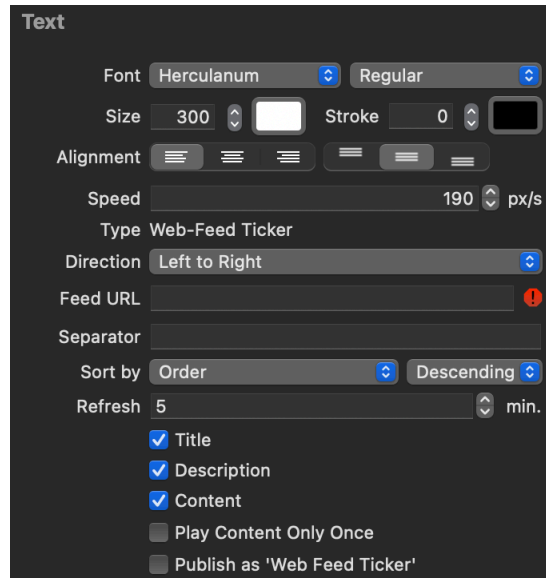 Text
Font Herculanum Regular
Size 300 Stroke 0
Alignment
Speed 190 px/s
Type Web-Feed Ticker
Direction Left to Right
Feed URL
Separator
Sort by Order Descending
Refresh 5 min.
Title
Description
Content
Play Content Only Once
Publish as 'Web Feed Ticker'